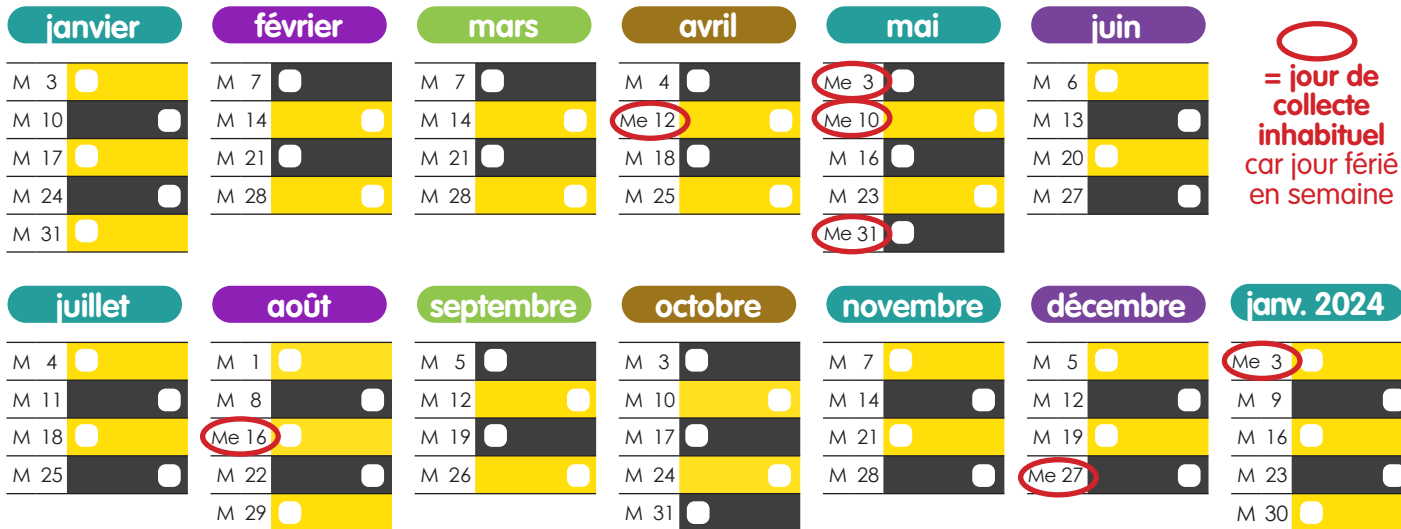 janvier
M 3
M 10
M 17
M 24
M 31
février
M 7
M 14
M 21
M 28
mars
M 7
M 14
M 21
M 28
avril
M 4
Me 12
M 18
M 25
mai
Me 3
Me 10
M 16
M 23
Me 31
juin
M 6
M 13
M 20
M 27
= jour de
collecte
inhabituel
car jour férié
en semaine
juillet
M 4
M 11
M 18
M 25
août
M 1
M 8
Me 16
M 22
M 29
septembre
M 5
M 12
M 19
M 26
octobre
M 3
M 10
M 17
M 24
M 31
novembre
M 7
M 14
M 21
M 28
décembre
M 5
M 12
M 19
Me 27
janv. 2024
Me 3
M 9
M 16
M 23
M 30